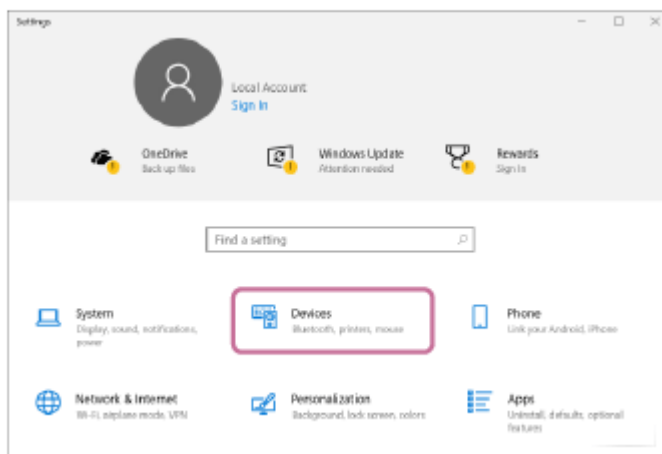 Settings
Local Account
Sign In
OneDrive
Back up files
Windows Update
Attention needed
Rewards
Sign In
Find a setting
System
Display, sound, notifications,
power
Devices
Bluetooth, printers, mouse
Phone
Link your Android, iPhone
Network & Internet
Wi-Fi, airplane mode, VPN
Personalization
Background, lock screen, colors
Apps
Uninstall, defaults, optional
features